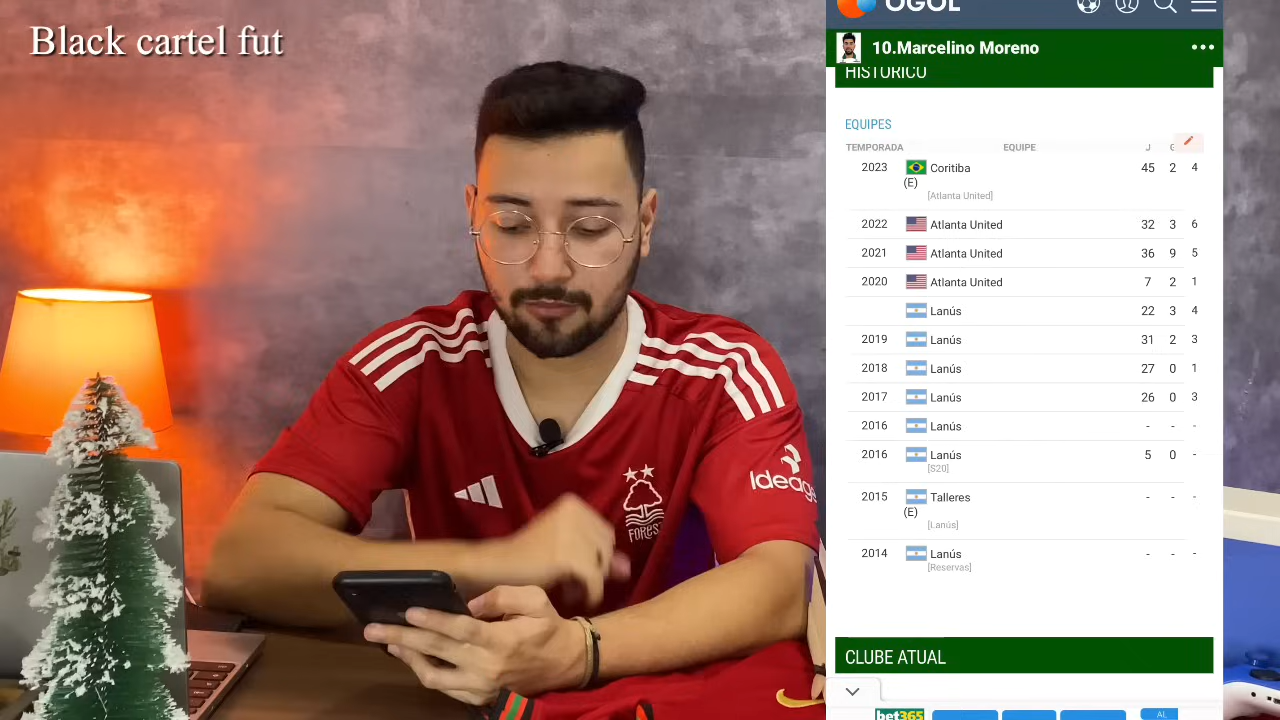 Black cartel fut
OGOL
10.Marcelino Moreno
HISTÓRICO
EQUIPES
TEMPORADA EQUIPE J G
2023 Coritiba 45 2 4
(E)
[Atlanta United]
2022 Atlanta United 32 3 6
2021 Atlanta United 36 9 5
2020 Atlanta United 7 2 1
Lanús 22 3 4
2019 Lanús 31 2 3
2018 Lanús 27 0 1
2017 Lanús 26 0 3
2016 Lanús - - -
2016 Lanús 5 0 -
[S20]
2015 Talleres - - -
(E)
[Lanús]
2014 Lanús - - -
[Reservas]
CLUBE ATUAL
bet365
AL
FOREST